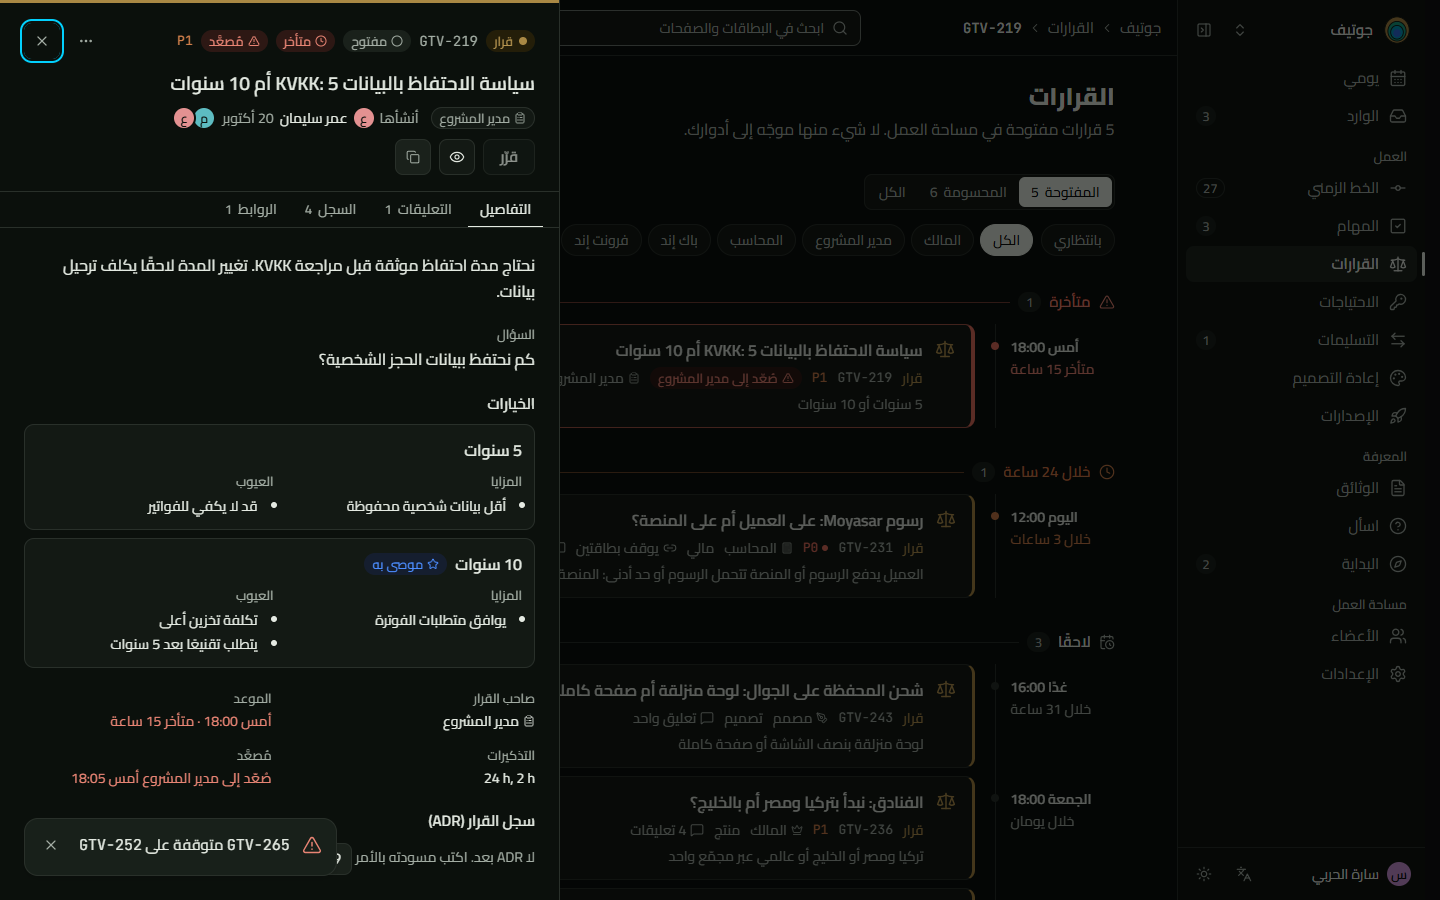 جوتيف
يومي
الوارد 3
العمل
الخط الزمني 27
المهام 3
القرارات
الاحتياجات
التسليمات 1
إعادة التصميم
الإصدارات
المعرفة
الوثائق
اسأل
البداية 2
مساحة العمل
الأعضاء
الإعدادات
س سارة الحربي
جوتيف القرارات GTV-219
ابحث في البطاقات والصفحات
القرارات
5 قرارات مفتوحة في مساحة العمل. لا شيء منها موجّه إلى أدوارك.
المفتوحة 5 المحسومة 6 الكل
بانتظاري الكل المالك مدير المشروع المحاسب باك إند فرونت إند
متأخرة 1
أمس 18:00
متأخر 15 ساعة
سياسة الاحتفاظ بالبيانات KVKK: 5 أم 10 سنوات
قرار GTV-219 P1 صُعّد إلى مدير المشروع
5 سنوات أو 10 سنوات
خلال 24 ساعة 1
اليوم 12:00
خلال 3 ساعات
رسوم Moyasar: على العميل أم على المنصة؟
قرار GTV-231 P0 المحاسب مالي يوقف بطاقتين
العميل يدفع الرسوم أو المنصة تتحمل الرسوم أو حد أدنى: المنصة
لاحقًا 3
غدًا 16:00
خلال 31 ساعة
شحن المحفظة على الجوال: لوحة منزلقة أم صفحة كاملة
قرار GTV-243 مصمم تصميم تعليق واحد
لوحة منزلقة بنصف الشاشة أو صفحة كاملة
الجمعة 18:00
خلال يومان
الفنادق: نبدأ بتركيا ومصر أم بالخليج؟
قرار GTV-236 P1 المالك منتج 4 تعليقات
تركيا ومصر أو الخليج أو عالمي عبر مجمّع واحد
قرار GTV-219 مفتوح متأخر مُصعَّد P1
سياسة الاحتفاظ بالبيانات KVKK: 5 أم 10 سنوات
مدير المشروع أنشأها ع عمر سليمان 20 أكتوبر م ع
قرّر
التفاصيل التعليقات 1 السجل 4 الروابط 1
نحتاج مدة احتفاظ موثقة قبل مراجعة KVKK. تغيير المدة لاحقًا يكلف ترحيل
بيانات.
السؤال
كم نحتفظ ببيانات الحجز الشخصية؟
الخيارات
5 سنوات
المزايا العيوب
أقل بيانات شخصية محفوظة قد لا يكفي للفواتير
10 سنوات موصى به
المزايا العيوب
يوافق متطلبات الفوترة تكلفة تخزين أعلى
يتطلب تقنيعًا بعد 5 سنوات
صاحب القرار الموعد
مدير المشروع أمس 18:00 · متأخر 15 ساعة
التذكيرات مُصعَّد
24 h, 2 h صُعّد إلى مدير المشروع أمس 18:05
سجل القرار (ADR)
لا ADR بعد. اكتب مسودته بالأمر
GTV-265 متوقفة على GTV-252